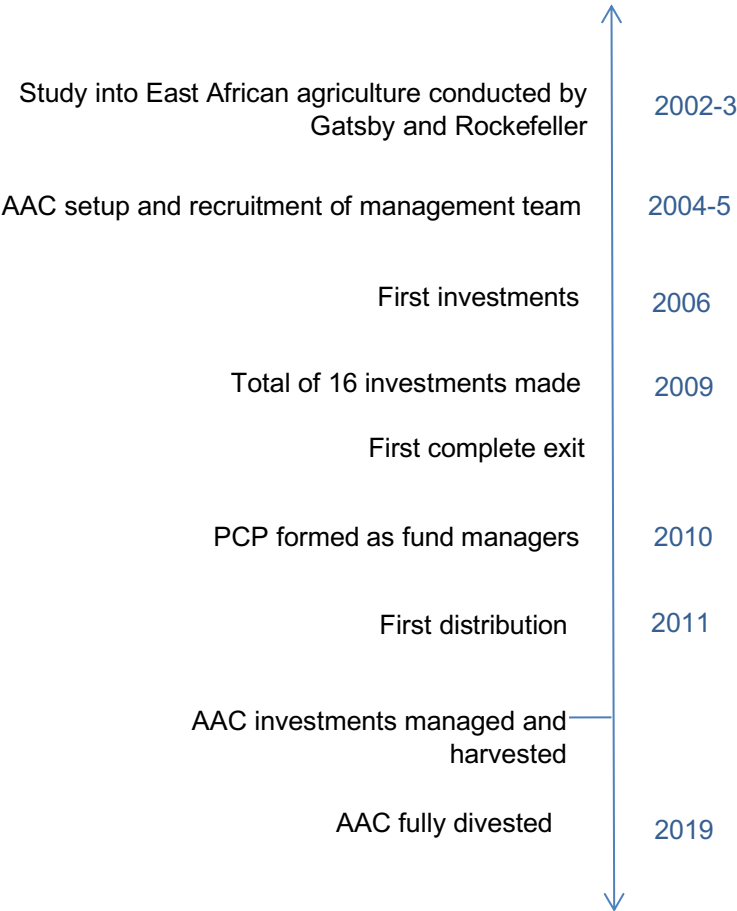 Study into East African agriculture conducted by
Gatsby and Rockefeller
2002-3
AAC setup and recruitment of management team
2004-5
First investments
2006
Total of 16 investments made
2009
First complete exit
PCP formed as fund managers
2010
First distribution
2011
AAC investments managed and
harvested
AAC fully divested
2019